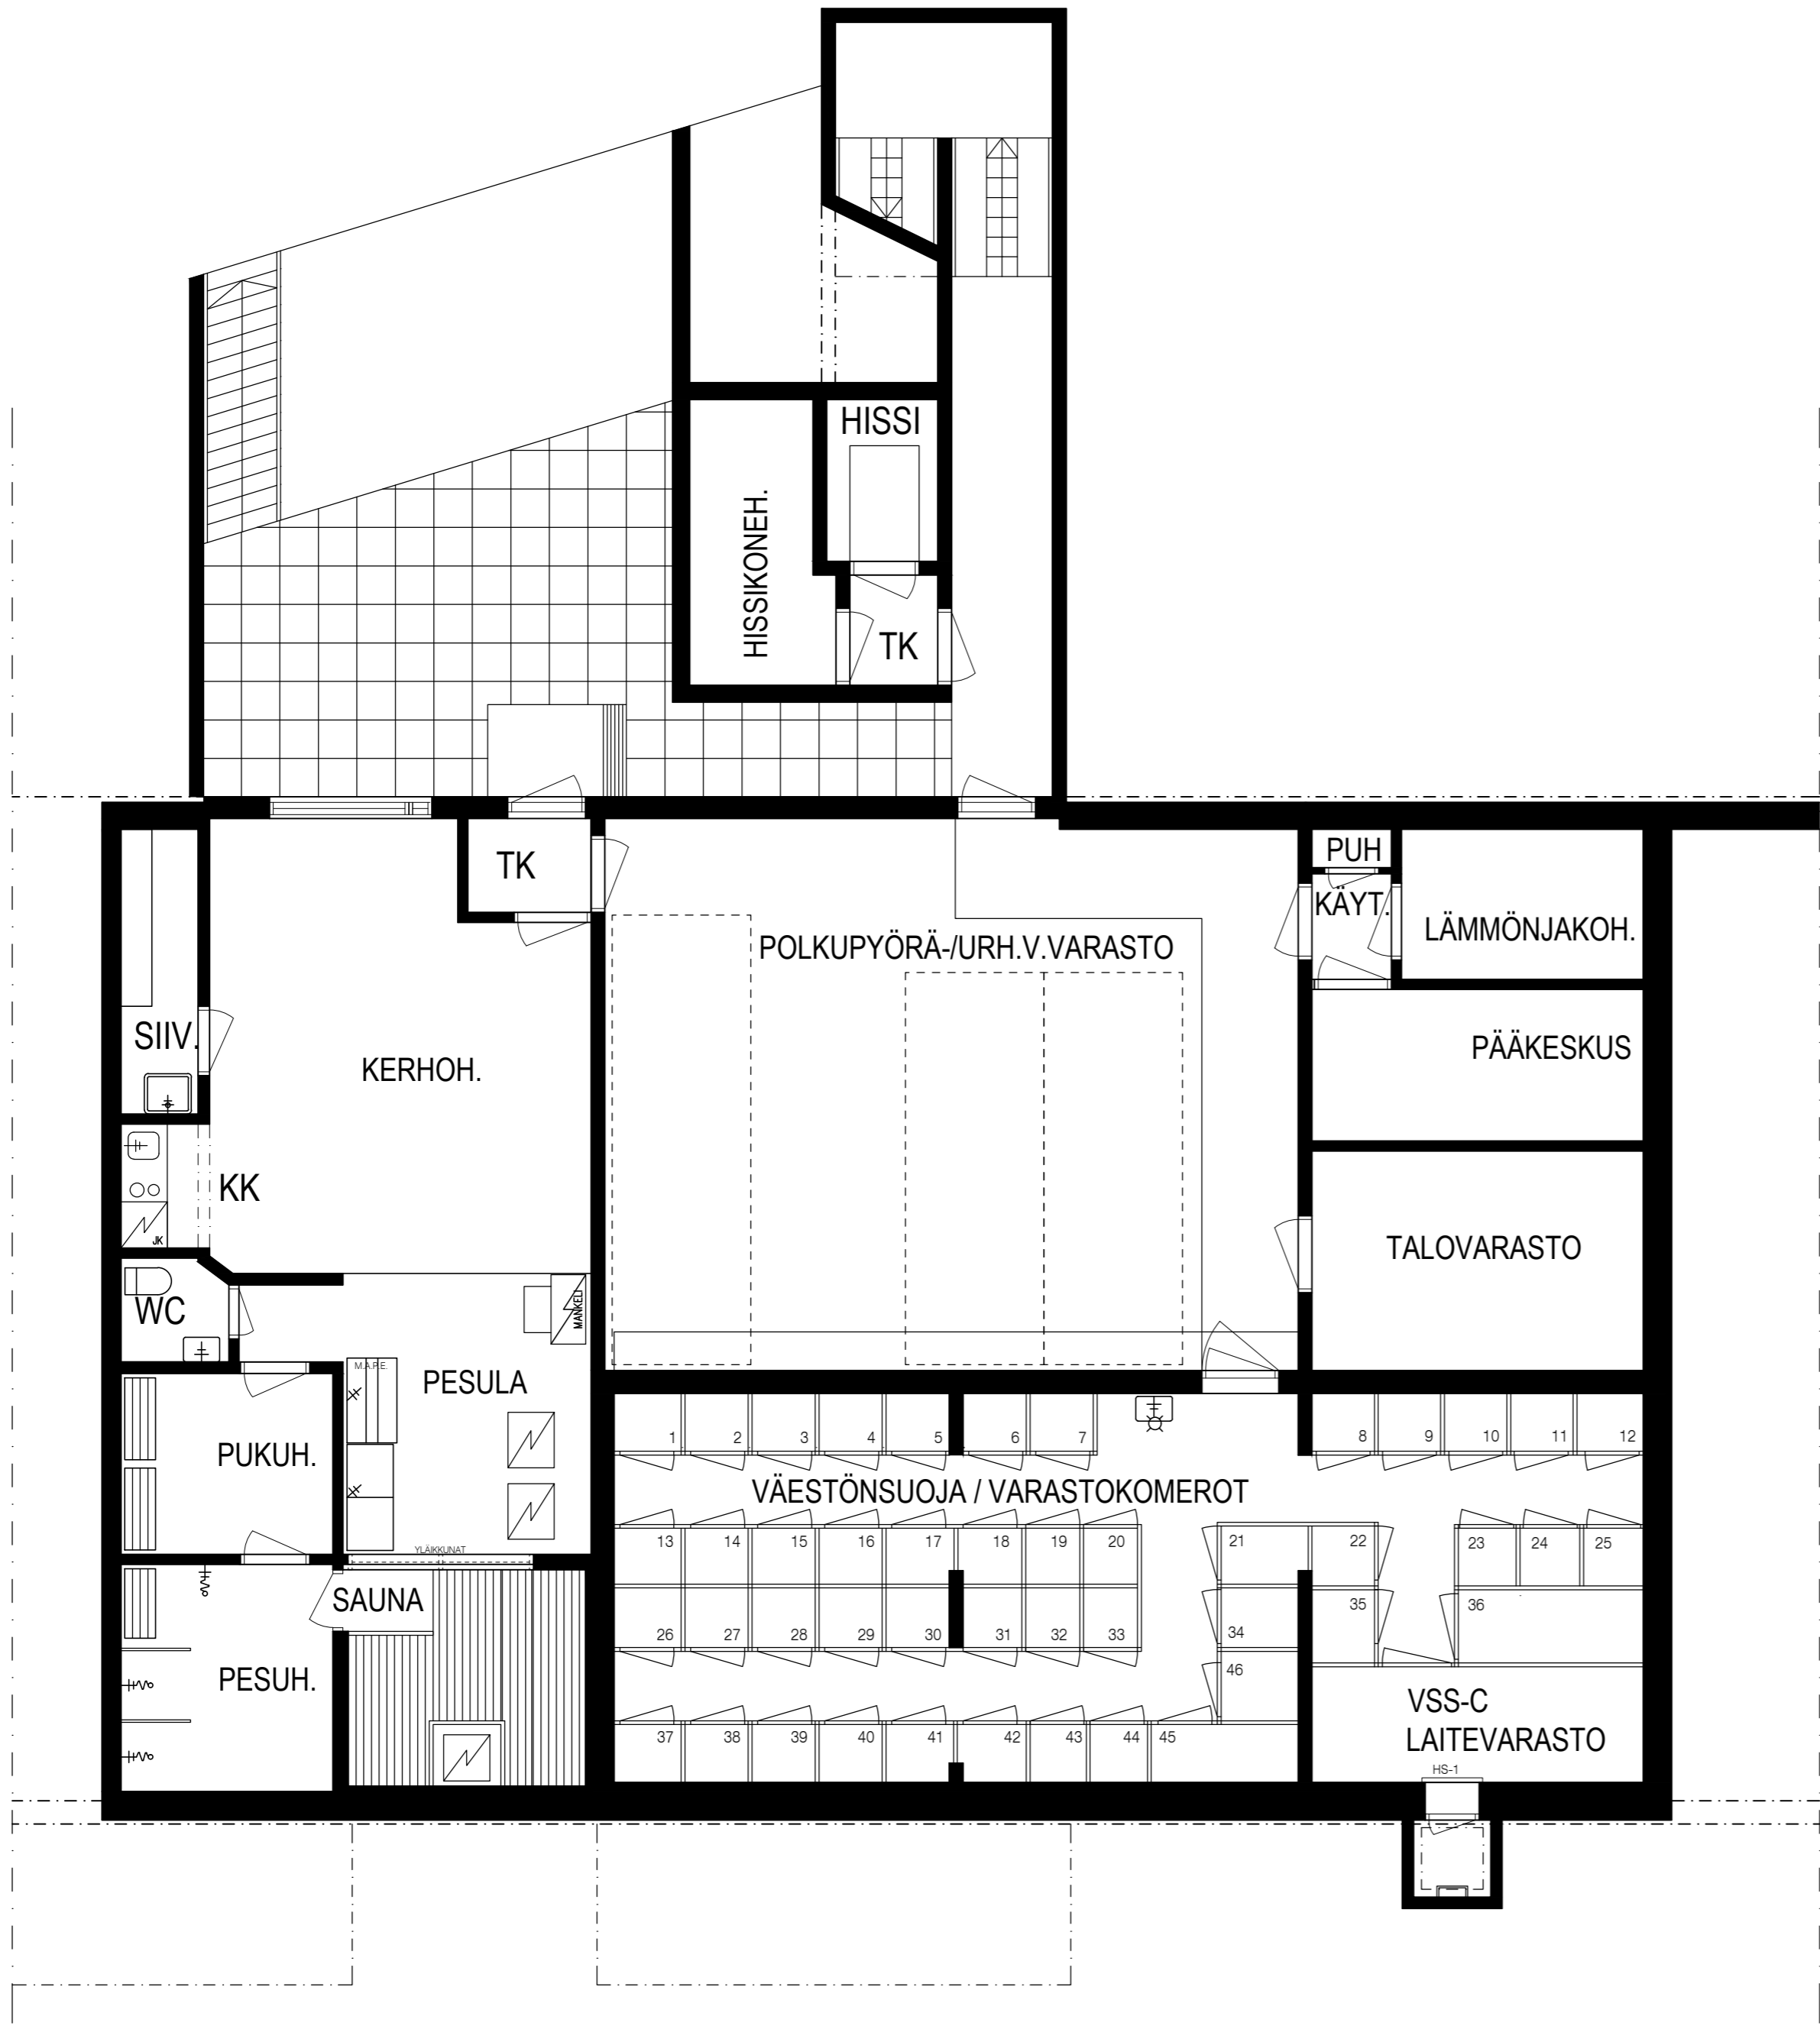 HISSI
HISSIKONEH.
TK
TK
PUH
KÄYT.
LÄMMÖNJAKOH.
POLKUPYÖRÄ-/URH.V.VARASTO
SIIV.
KERHOH.
PÄÄKESKUS
KK
JK
TALOVARASTO
WC
MANKELI
M.A.P.E.
PESULA
PUKUH.
1 2 3 4 5 6 7 8 9 10 11 12
VÄESTÖNSUOJA / VARASTOKOMEROT
13 14 15 16 17 18 19 20 21 22 23 24 25
YLÄIKKUNAT
SAUNA
35 36
26 27 28 29 30 31 32 33 34
46
PESUH.
VSS-C
LAITEVARASTO
37 38 39 40 41 42 43 44 45
HS-1